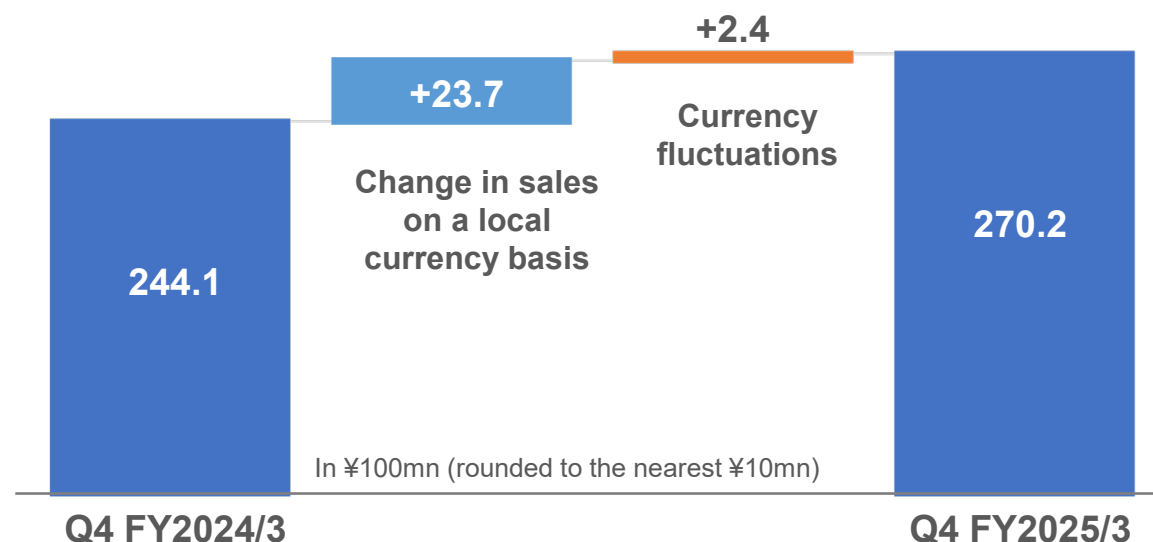 +2.4
+23.7
Currency
fluctuations
Change in sales
on a local
currency basis
270.2
244.1
In ¥100mn (rounded to the nearest ¥10mn)
Q4 FY2024/3
Q4 FY2025/3